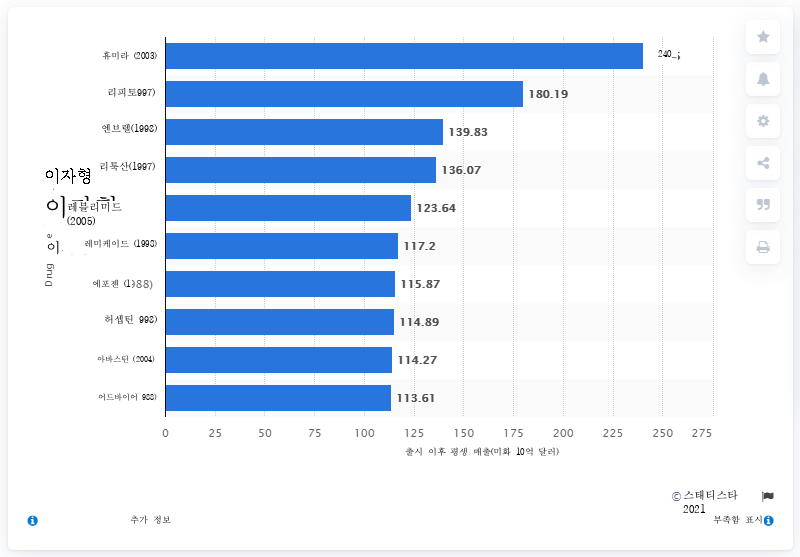 휴미라 (2003)
리피토997)
180.19
엔브렐(1998)
139.83
리툭산(1997)
136.07
이자형
레블리미드
(2005)
123.64
레미케이드 (1998)
117.2
Drug
에포젠 (1988)
115.87
허셉틴 998)
114.89
아바스틴 (2004)
114.27
어드바이어 988)
113.61
0 25 50 75 100 125 150 175 200 225 250 275
출시 이후 평생 매출(미화 10억 달러)
© 스태티스타
2021
추가 정보
부족함 표시